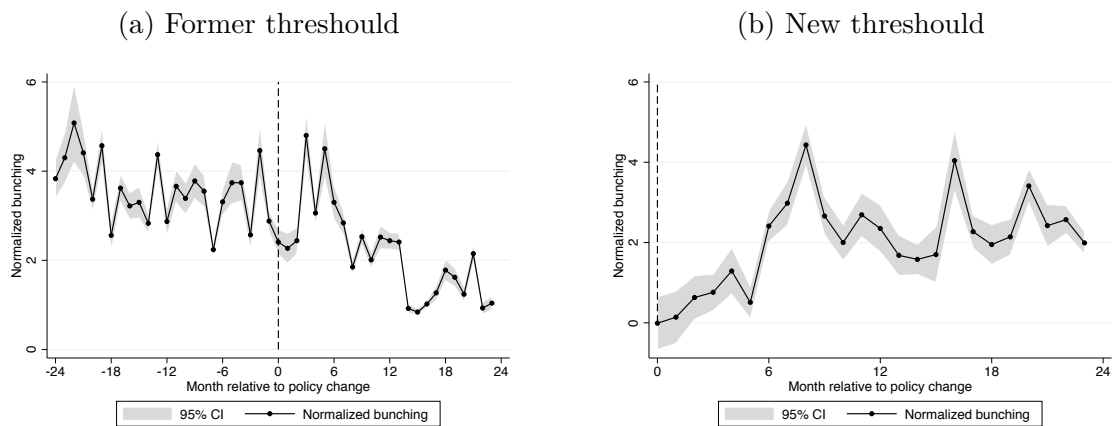 (a) Former threshould
(b) New threshould
Normalized bunching
6
4
2
0
-24
-18
-12
-6
0
6
12
18
24
Month relative to policy change
95% CI
Normalized bunching
Normalized bunching
6
4
2
0
0
6
12
18
24
Month relative to policy change
95% CI
Normalized bunching